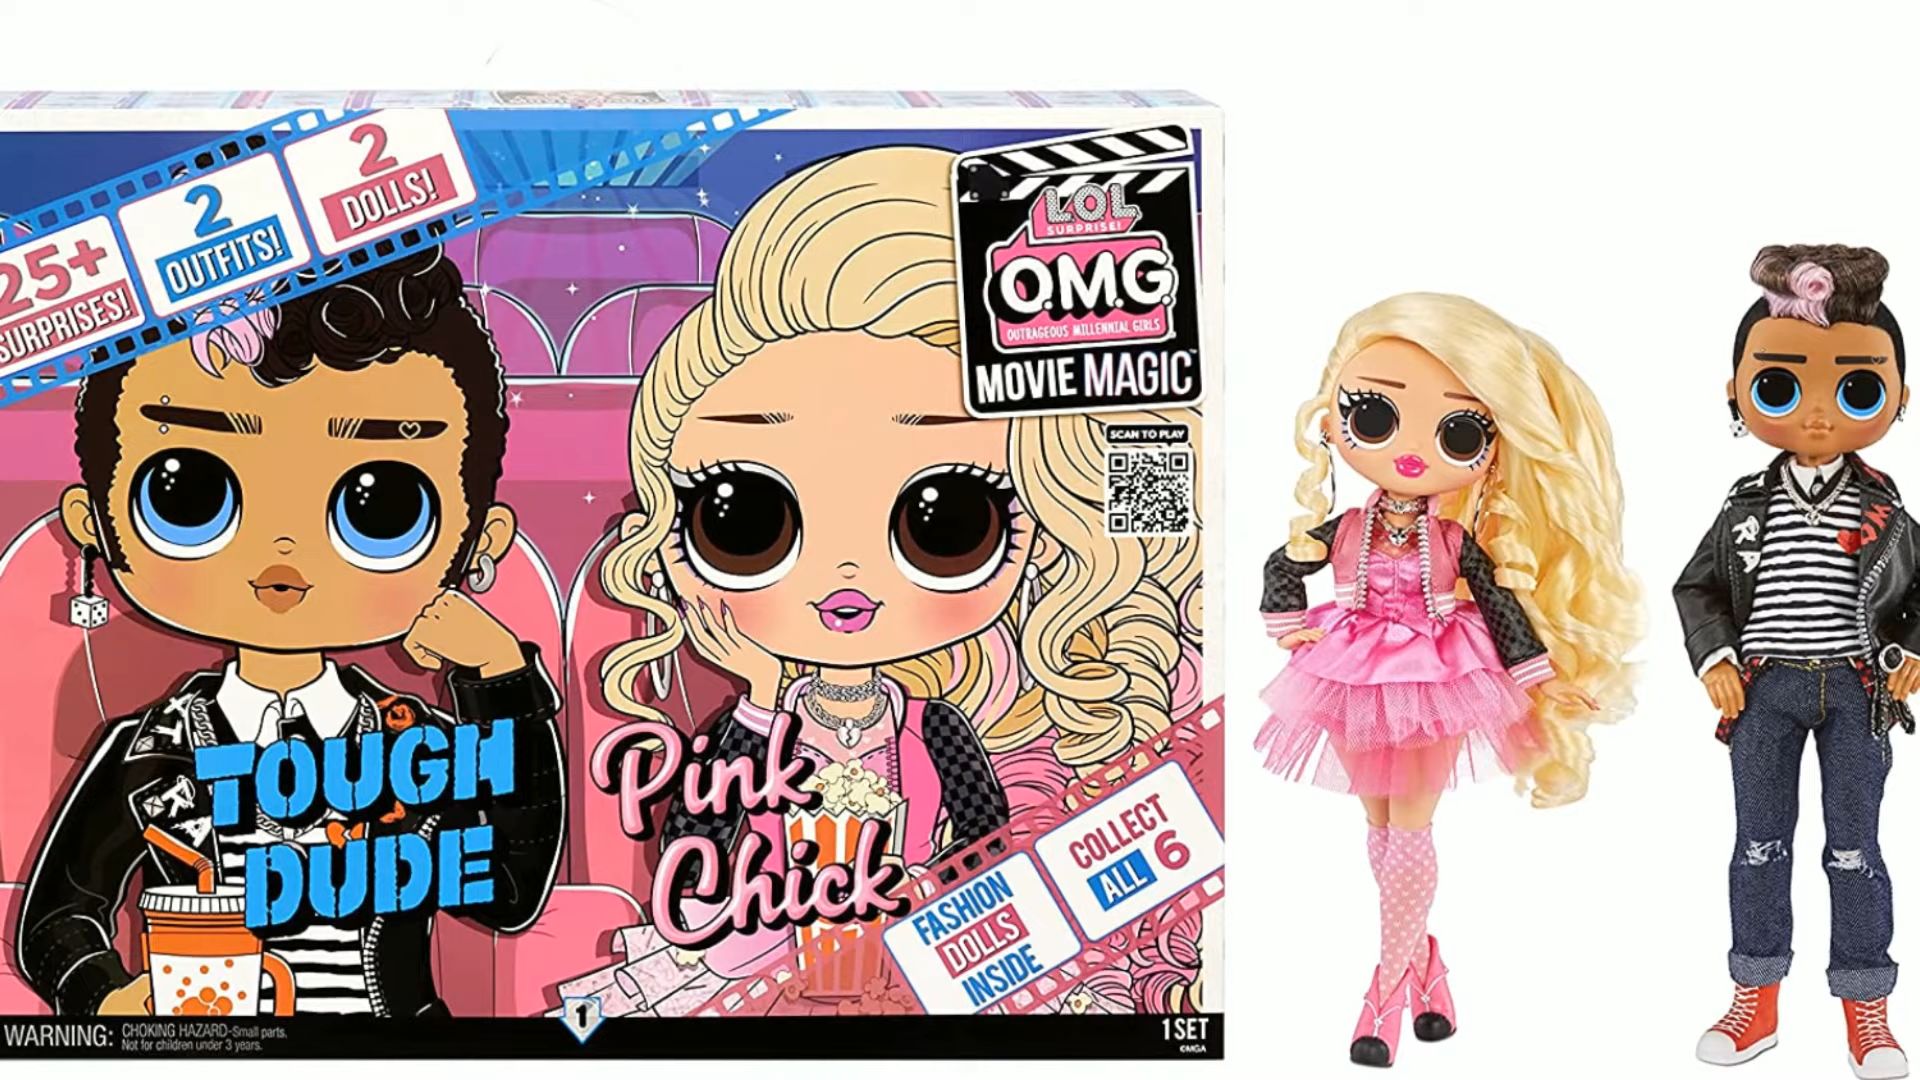 25+
SURPRISES!
2
OUTFITS!
2
DOLLS!
LOL
SURPRISE!
O.M.G.
OUTRAGEOUS MILLENNIAL GIRLS
MOVIE MAGIC™
SCAN TO PLAY
TOUGH
DUDE
Pink
Chick
FASHION
DOLLS
INSIDE
COLLECT
ALL 6
WARNING: CHOKING HAZARD-Small parts.
Not for children under 3 years.
1
1 SET
©MGA